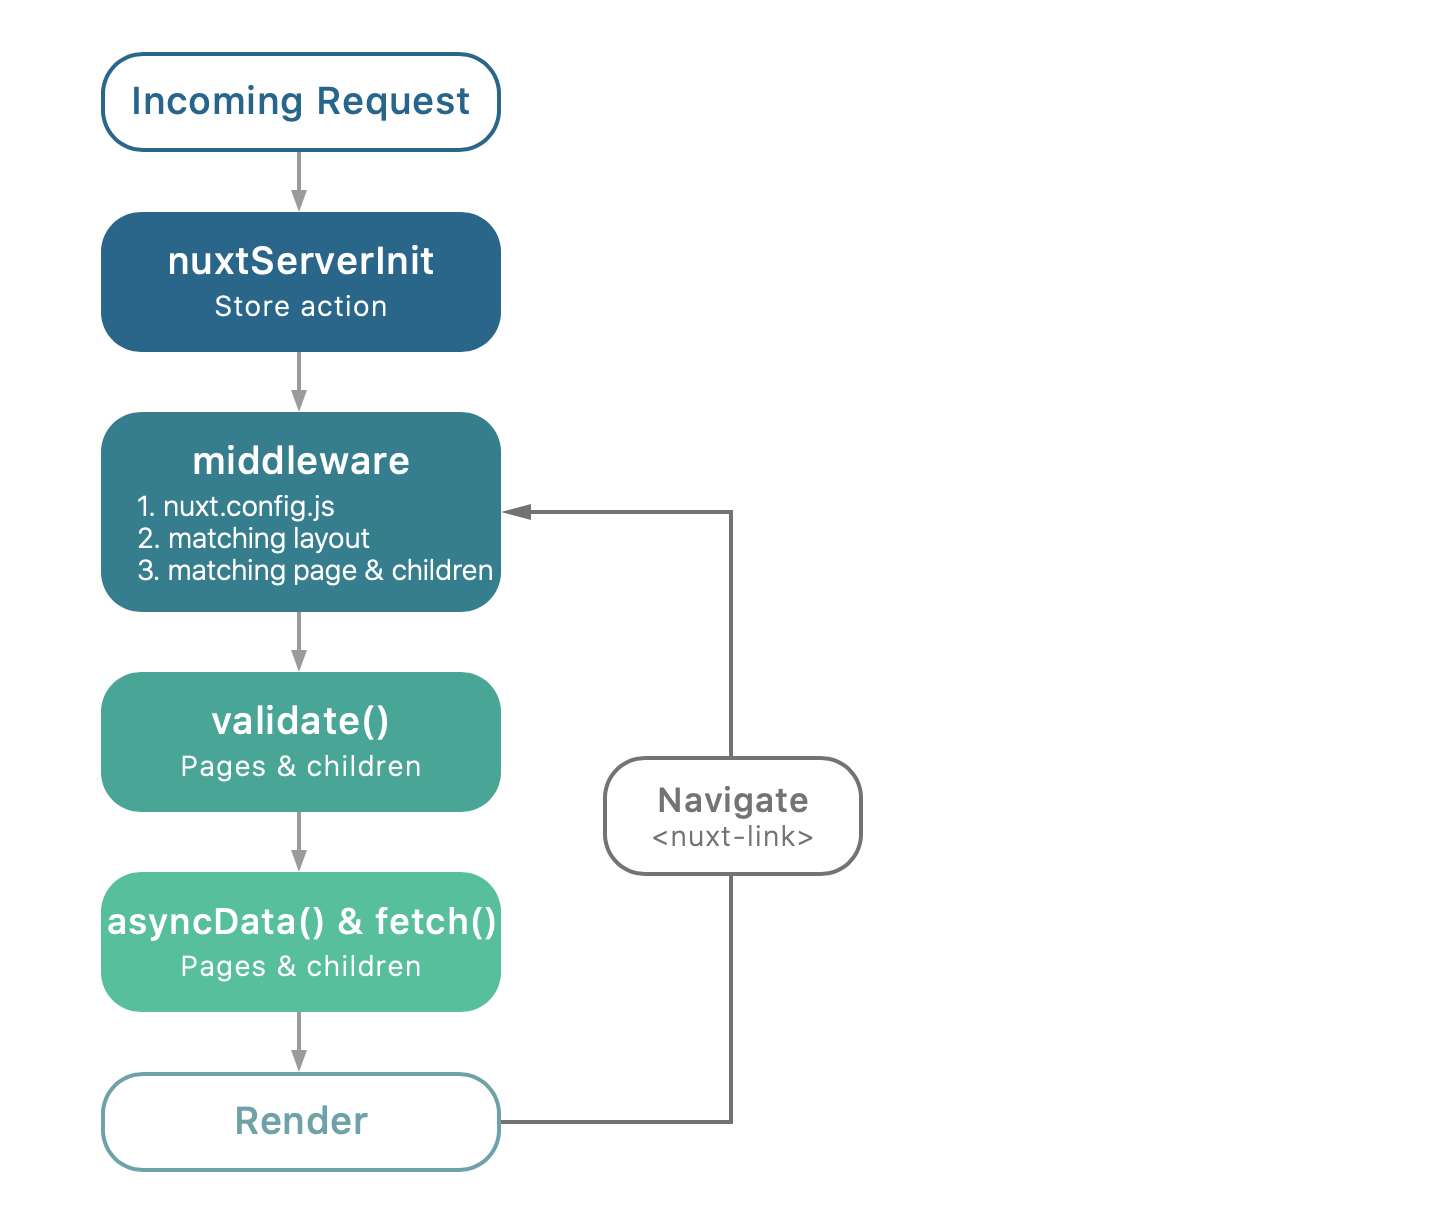 Incoming Request
nuxtServerInit
Store action
middleware
1. nuxt.config.js
2. matching layout
3. matching page & children
validate()
Pages & children
Navigate
<nuxt-link>
asyncData() & fetch()
Pages & children
Render